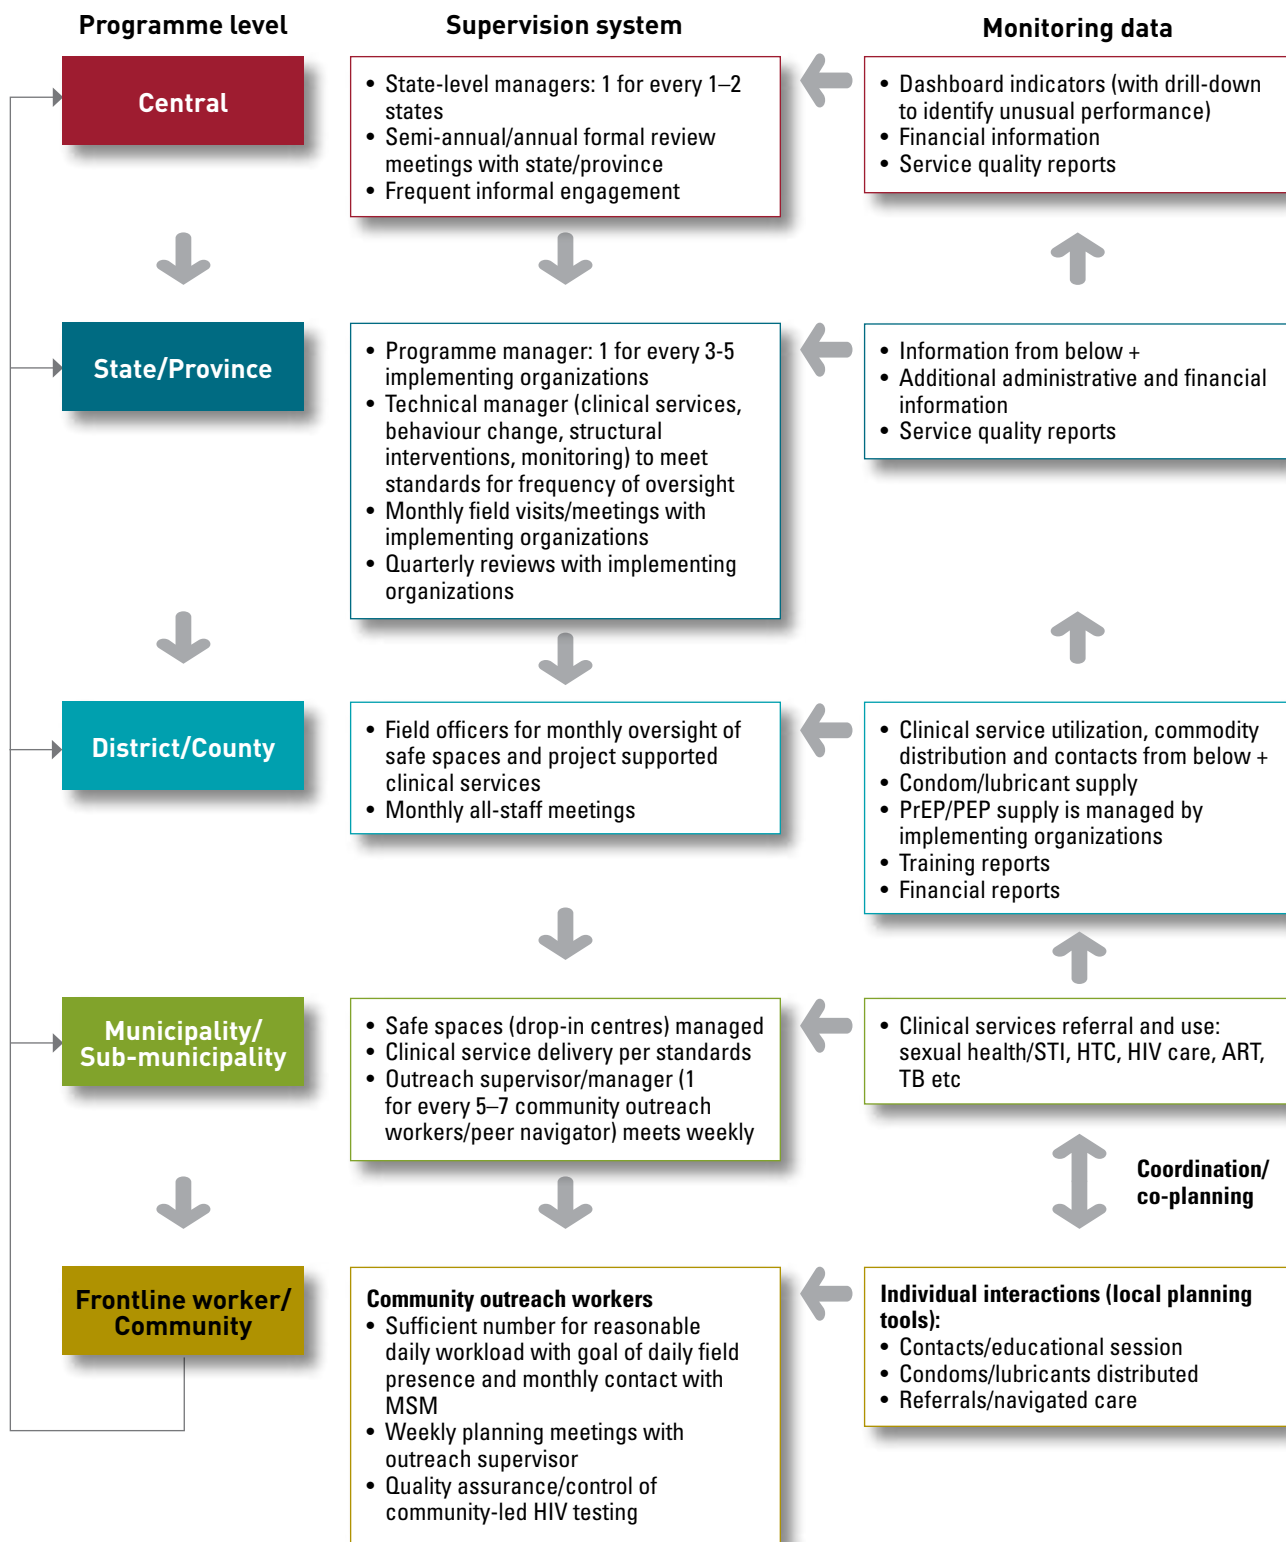 Programme level
Supervision system
Monitoring data
Central
• State-level managers: 1 for every 1–2
states
• Semi-annual/annual formal review
meetings with state/province
• Frequent informal engagement
• Dashboard indicators (with drill-down
to identify unusual performance)
• Financial information
• Service quality reports
State/Province
• Programme manager: 1 for every 3-5
implementing organizations
• Technical manager (clinical services,
behaviour change, structural
interventions, monitoring) to meet
standards for frequency of oversight
• Monthly field visits/meetings with
implementing organizations
• Quarterly reviews with implementing
organizations
• Information from below +
• Additional administrative and financial
information
• Service quality reports
District/County
• Field officers for monthly oversight of
safe spaces and project supported
clinical services
• Monthly all-staff meetings
• Clinical service utilization, commodity
distribution and contacts from below +
• Condom/lubricant supply
• PrEP/PEP supply is managed by
implementing organizations
• Training reports
• Financial reports
Municipality/
Sub-municipality
• Safe spaces (drop-in centres) managed
• Clinical service delivery per standards
• Outreach supervisor/manager (1
for every 5–7 community outreach
workers/peer navigator) meets weekly
• Clinical services referral and use:
sexual health/STI, HTC, HIV care, ART,
TB etc
Coordination/
co-planning
Frontline worker/
Community
Community outreach workers
• Sufficient number for reasonable
daily workload with goal of daily field
presence and monthly contact with
MSM
• Weekly planning meetings with
outreach supervisor
• Quality assurance/control of
community-led HIV testing
Individual interactions (local planning
tools):
• Contacts/educational session
• Condoms/lubricants distributed
• Referrals/navigated care